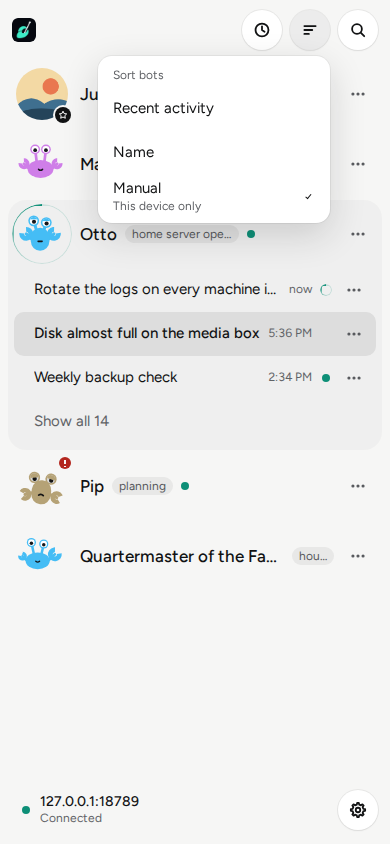 Sort bots
Recent activity
Name
Manual
This device only
Otto home server ope...
Rotate the logs on every machine i... now
Disk almost full on the media box 5:36 PM
Weekly backup check 2:34 PM
Show all 14
Pip planning
Quartermaster of the Fa... hou...
127.0.0.1:18789
Connected